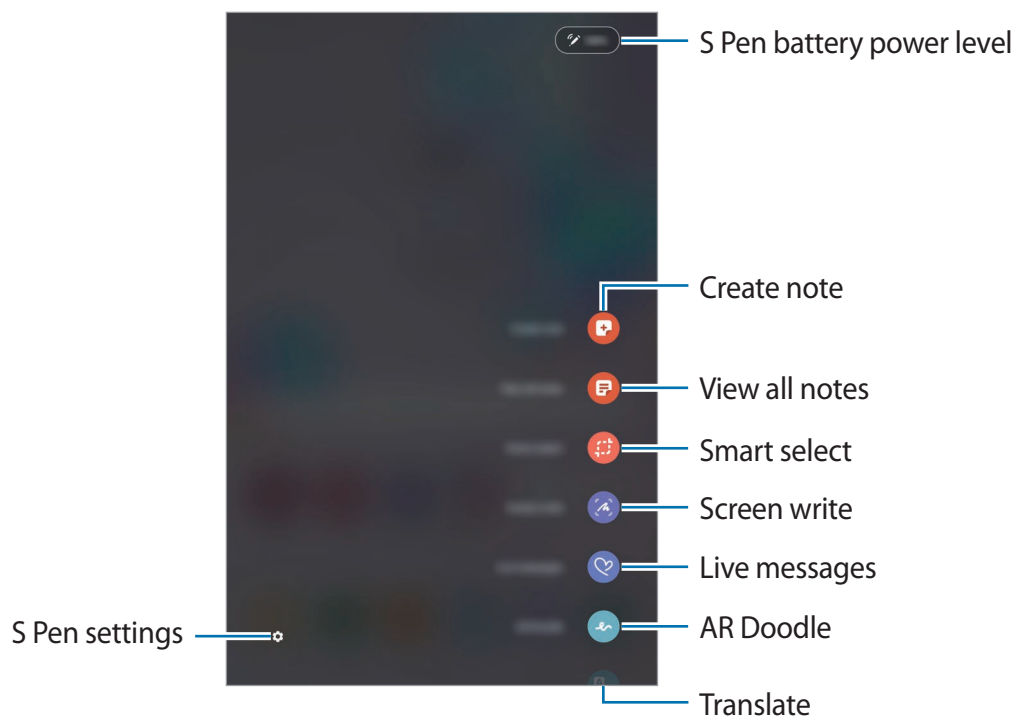 S Pen battery power level
Create note
View all notes
Smart select
Screen write
Live messages
S Pen settings
AR Doodle
Translate